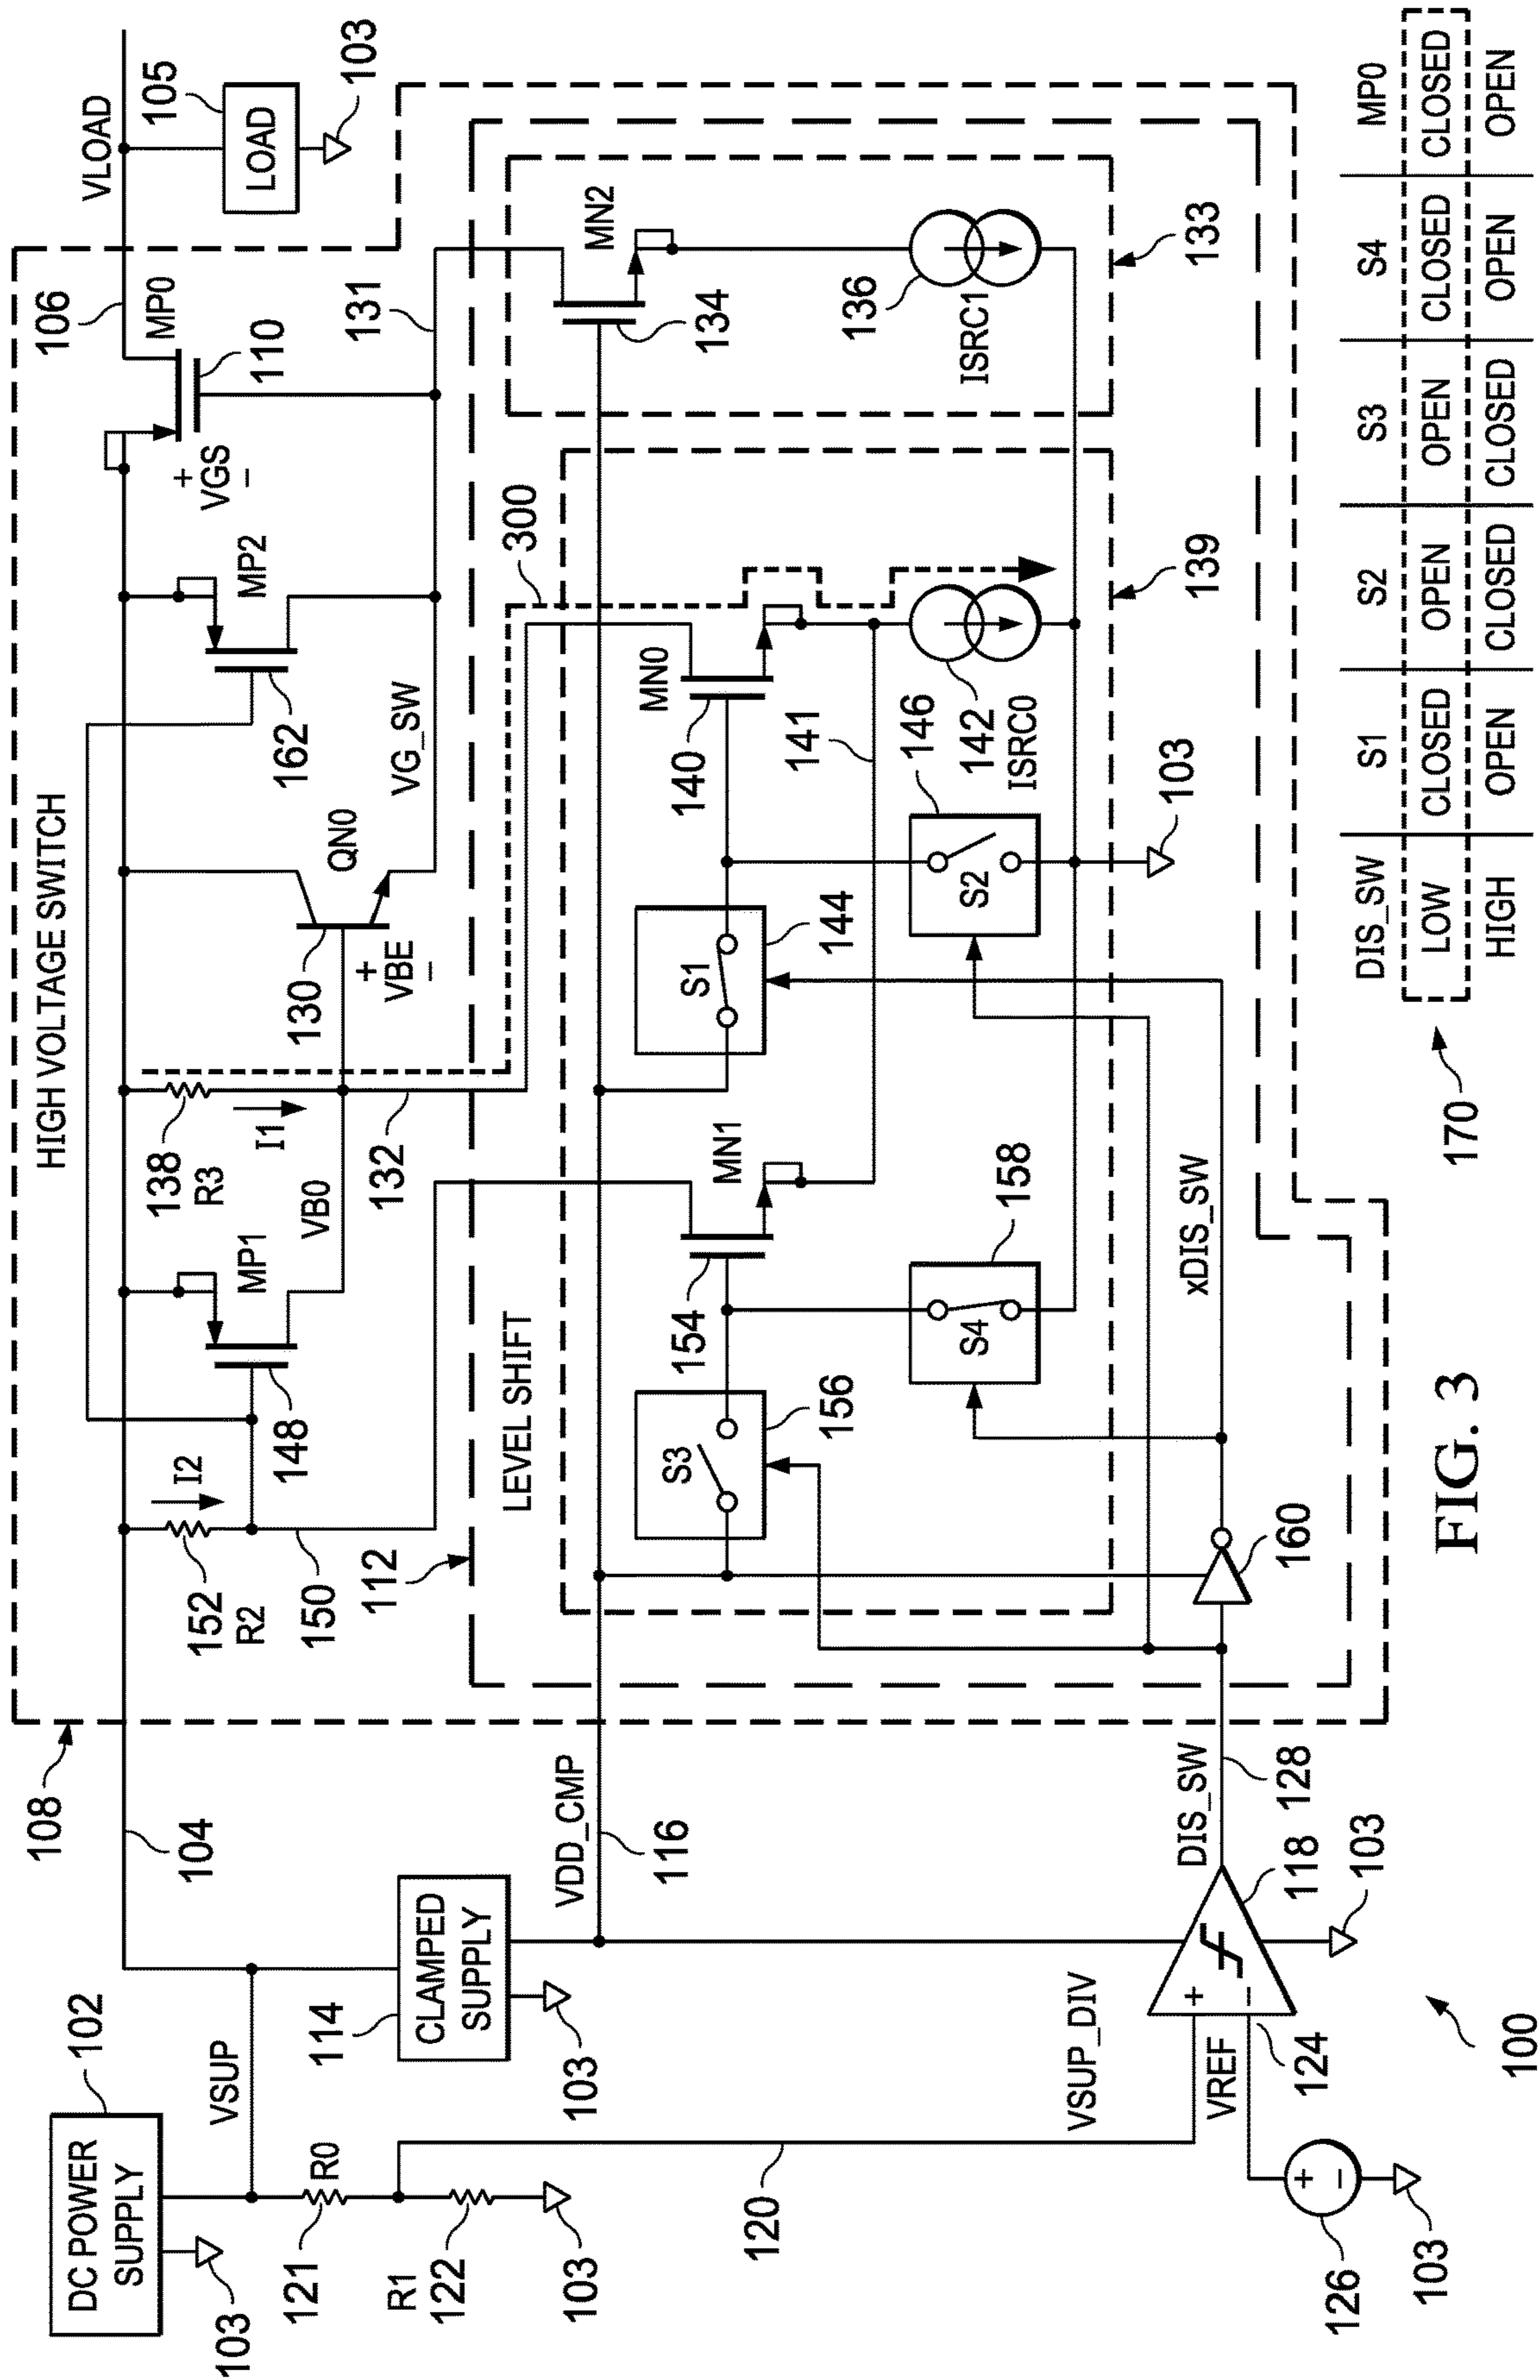 HIGH VOLTAGE SWITCH
108
106
VLOAD
105
LOAD
103
DC POWER
SUPPLY
102
103
VSUP
104
152
R2
I2
150
MP1
148
138
R3
I1
VB0
132
QN0
130
+
VBE
-
MP2
162
VG_SW
MP0
+
VGS
-
110
131
121
R0
R1
122
103
114
CLAMPED
SUPPLY
103
VDD_CMP
116
112
LEVEL SHIFT
300
S3
156
MN1
154
S1
144
MN0
140
141
MN2
134
S4
158
S2
146
142
ISRC0
136
ISRC1
139
133
103
120
VSUP_DIV
VREF
124
+
-
118
103
DIS_SW
128
160
xDIS_SW
126
+
-
103
100
170
DIS_SW S1 S2 S3 S4 MP0
LOW CLOSED OPEN OPEN CLOSED CLOSED
HIGH OPEN CLOSED CLOSED OPEN OPEN
FIG. 3